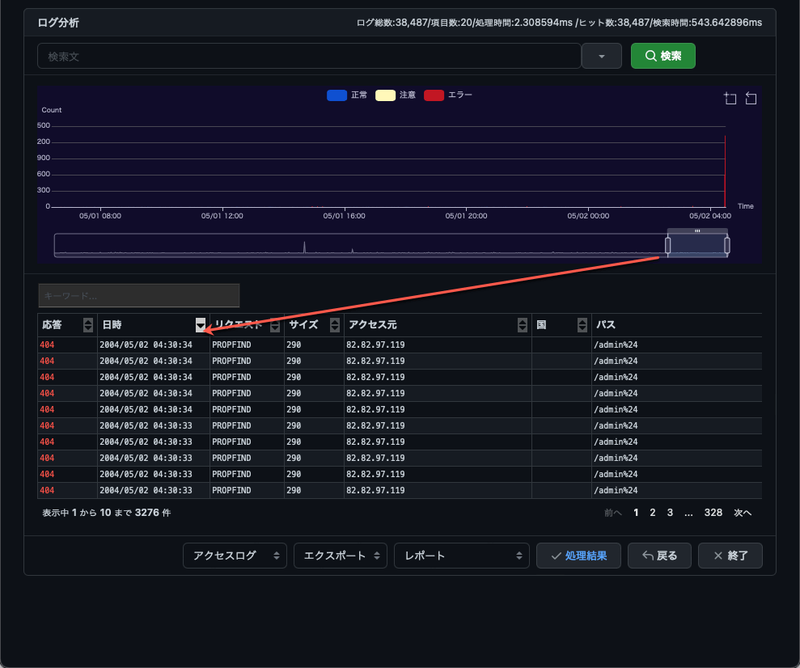 ログ分析
ログ総数:38,487/項目数:20/処理時間:2.308594ms /ヒット数:38,487/検索時間:543.642896ms
検索文
検索
正常 注意 エラー
Count
500
200
900
600
300
0
Time
05/01 08:00 05/01 12:00 05/01 16:00 05/01 20:00 05/02 00:00 05/02 04:00
キーワード...
応答 日時 リクエスト サイズ アクセス元 国 パス
404 2004/05/02 04:30:34 PROPFIND 290 82.82.97.119 /admin%24
404 2004/05/02 04:30:34 PROPFIND 290 82.82.97.119 /admin%24
404 2004/05/02 04:30:34 PROPFIND 290 82.82.97.119 /admin%24
404 2004/05/02 04:30:34 PROPFIND 290 82.82.97.119 /admin%24
404 2004/05/02 04:30:34 PROPFIND 290 82.82.97.119 /admin%24
404 2004/05/02 04:30:33 PROPFIND 290 82.82.97.119 /admin%24
404 2004/05/02 04:30:33 PROPFIND 290 82.82.97.119 /admin%24
404 2004/05/02 04:30:33 PROPFIND 290 82.82.97.119 /admin%24
404 2004/05/02 04:30:33 PROPFIND 290 82.82.97.119 /admin%24
404 2004/05/02 04:30:33 PROPFIND 290 82.82.97.119 /admin%24
表示中 1 から 10 まで 3276 件
前へ 1 2 3 ... 328 次へ
アクセスログ エクスポート レポート 処理結果 戻る 終了